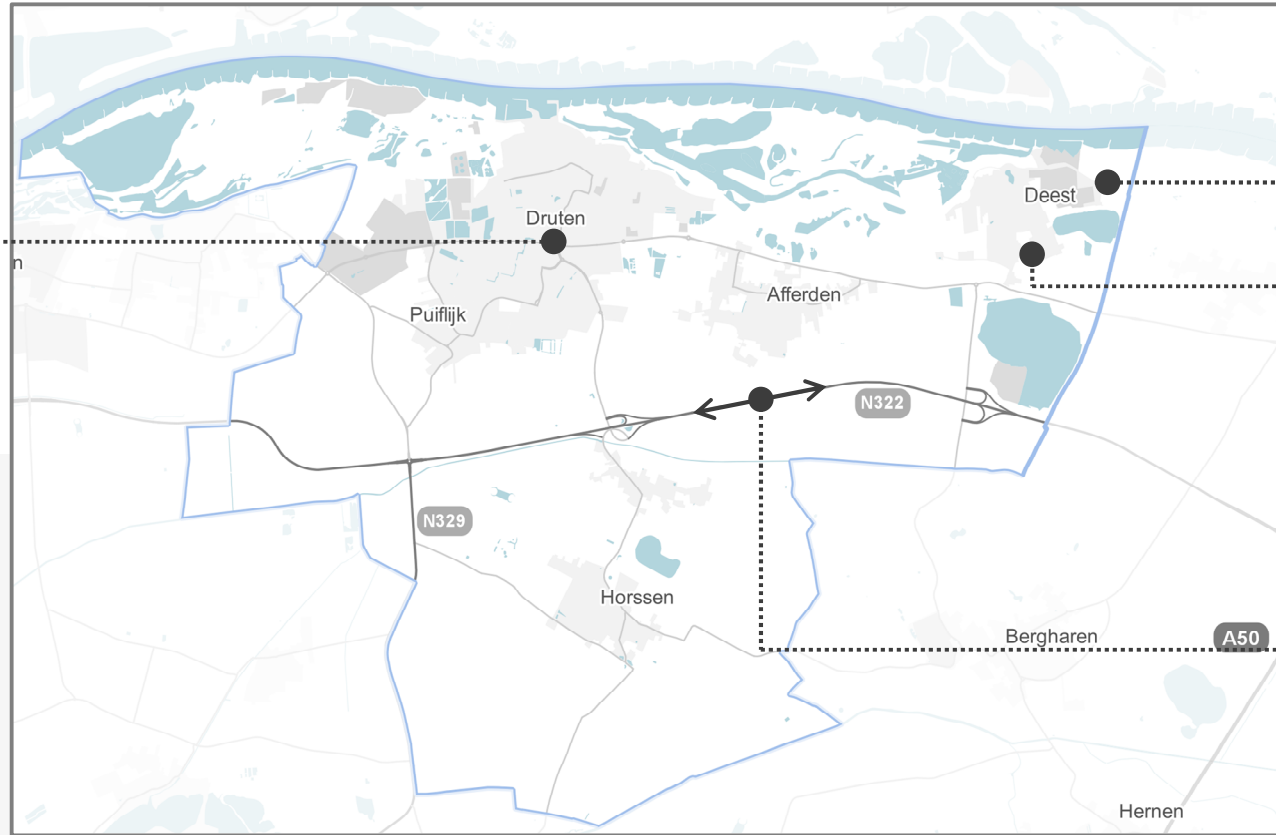 Deest
Druten
n
Afferden
Puiflijk
N322
N329
Horssen
Bergharen
A50
Hernen